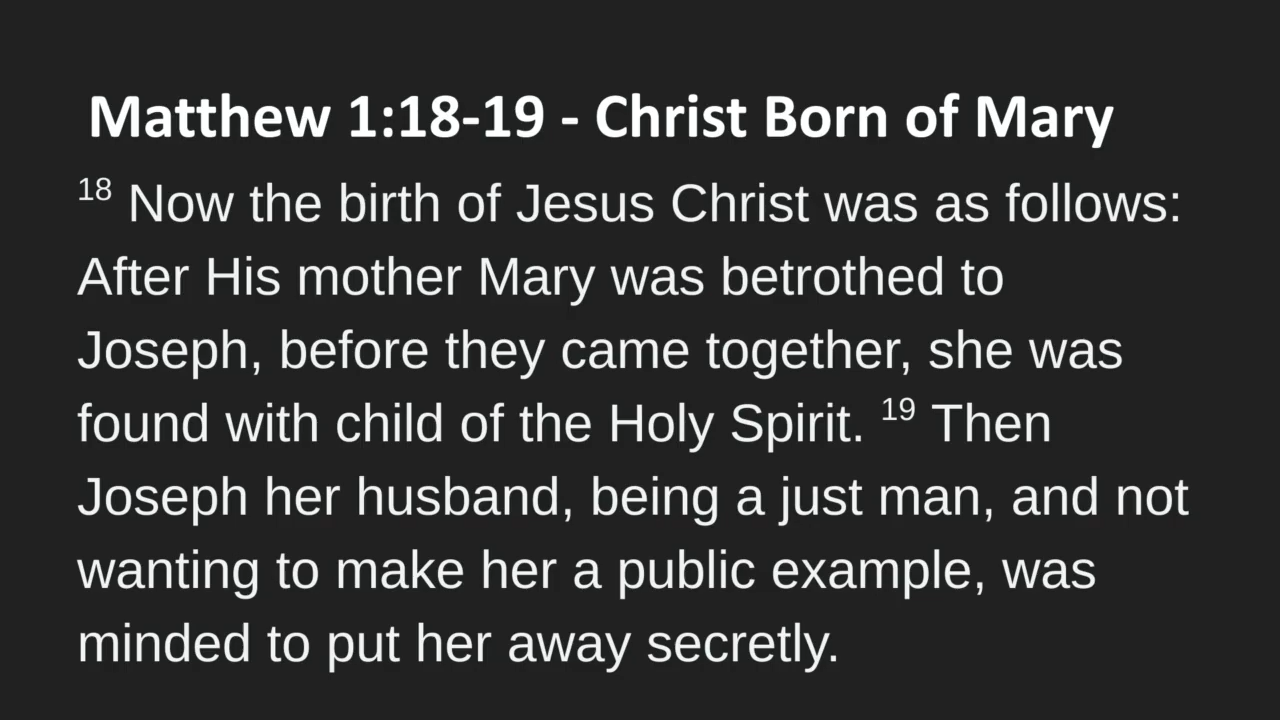 Matthew 1:18-19 - Christ Born of Mary
18 Now the birth of Jesus Christ was as follows:
After His mother Mary was betrothed to
Joseph, before they came together, she was
found with child of the Holy Spirit. 19 Then
Joseph her husband, being a just man, and not
wanting to make her a public example, was
minded to put her away secretly.